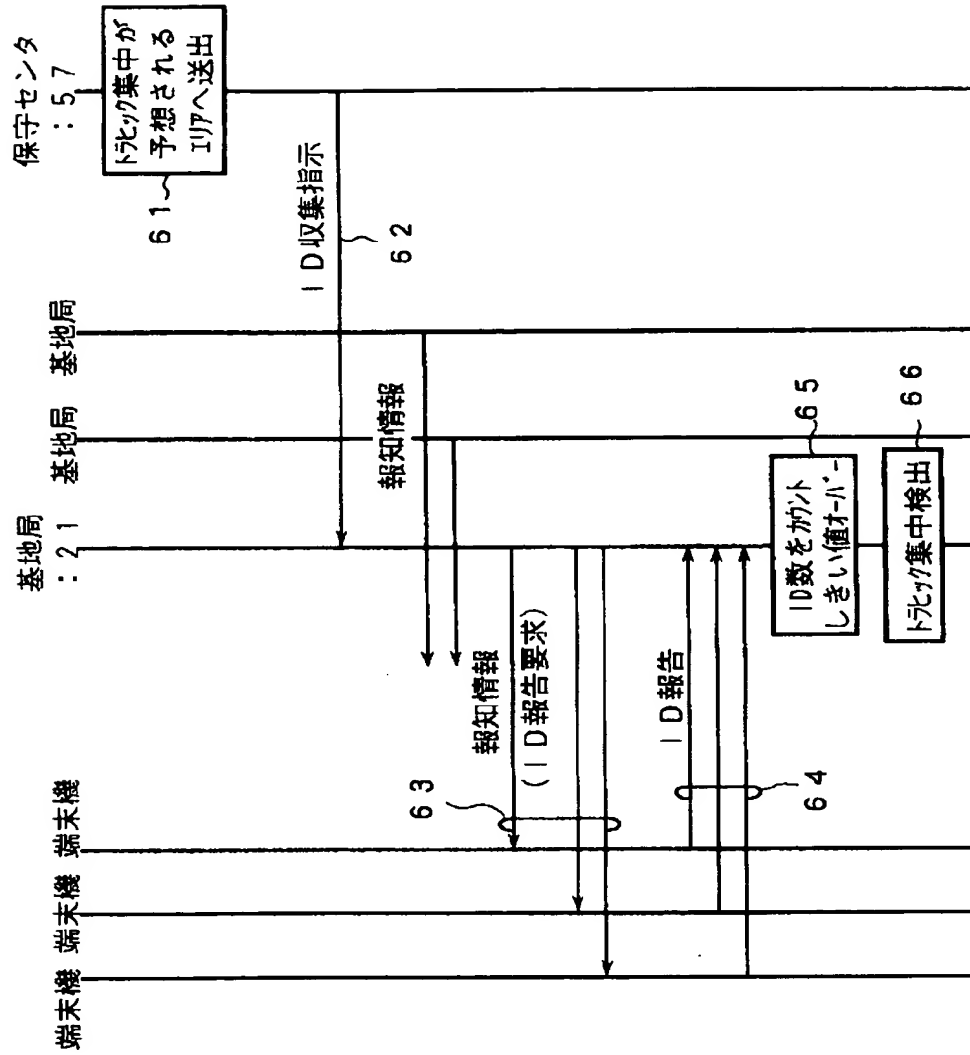 端末機
端末機
端末機
基地局
:21
基地局
基地局
保守センタ
:57
トラヒック集中が
予想される
エリアへ送出
61
ID収集指示
62
報知情報
報知情報
(ID報告要求)
63
ID報告
64
ID数をカウント
しきい値オーバー
65
トラヒック集中検出
66